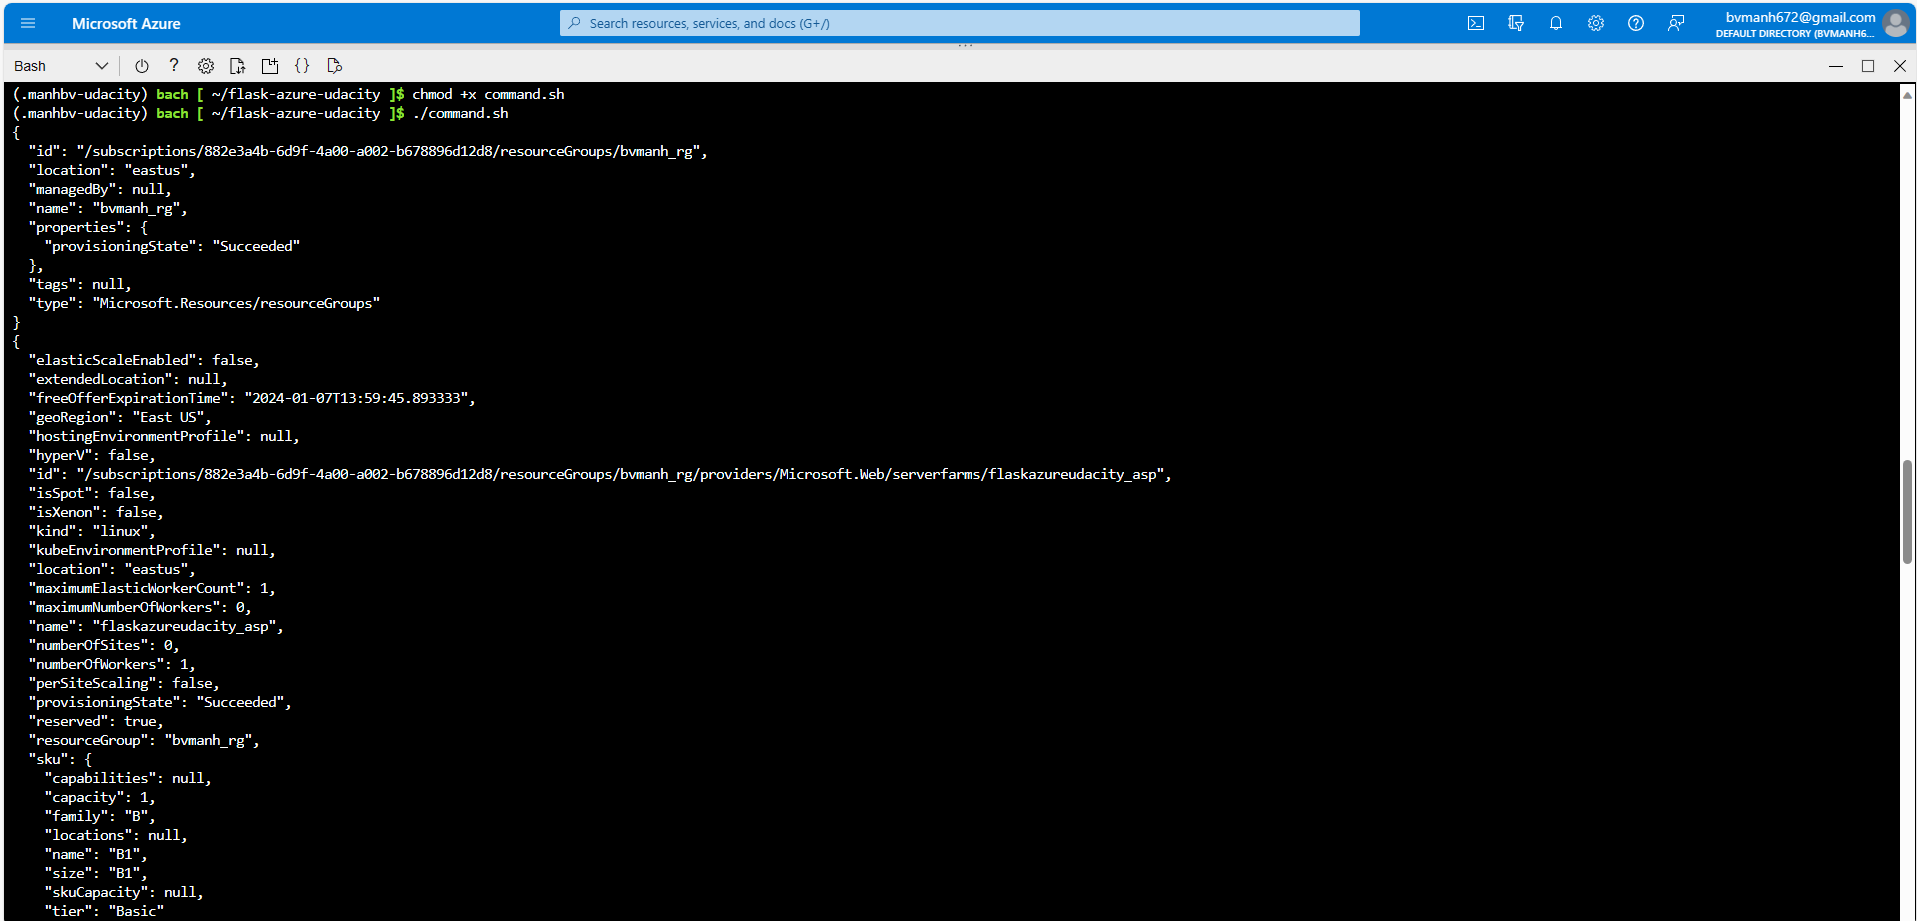 Microsoft Azure
Search resources, services, and docs (G+/)
bvmanh672@gmail.com
DEFAULT DIRECTORY (BVMANH6...
Bash
(.manhbv-udacity) bach [ ~/flask-azure-udacity ]$ chmod +x command.sh
(.manhbv-udacity) bach [ ~/flask-azure-udacity ]$ ./command.sh
{
  "id": "/subscriptions/882e3a4b-6d9f-4a00-a002-b678896d12d8/resourceGroups/bvmanh_rg",
  "location": "eastus",
  "managedBy": null,
  "name": "bvmanh_rg",
  "properties": {
    "provisioningState": "Succeeded"
  },
  "tags": null,
  "type": "Microsoft.Resources/resourceGroups"
}
{
  "elasticScaleEnabled": false,
  "extendedLocation": null,
  "freeOfferExpirationTime": "2024-01-07T13:59:45.893333",
  "geoRegion": "East US",
  "hostingEnvironmentProfile": null,
  "hyperV": false,
  "id": "/subscriptions/882e3a4b-6d9f-4a00-a002-b678896d12d8/resourceGroups/bvmanh_rg/providers/Microsoft.Web/serverfarms/flaskazureudacity_asp",
  "isSpot": false,
  "isXenon": false,
  "kind": "linux",
  "kubeEnvironmentProfile": null,
  "location": "eastus",
  "maximumElasticWorkerCount": 1,
  "maximumNumberOfWorkers": 0,
  "name": "flaskazureudacity_asp",
  "numberOfSites": 0,
  "numberOfWorkers": 1,
  "perSiteScaling": false,
  "provisioningState": "Succeeded",
  "reserved": true,
  "resourceGroup": "bvmanh_rg",
  "sku": {
    "capabilities": null,
    "capacity": 1,
    "family": "B",
    "locations": null,
    "name": "B1",
    "size": "B1",
    "skuCapacity": null,
    "tier": "Basic"